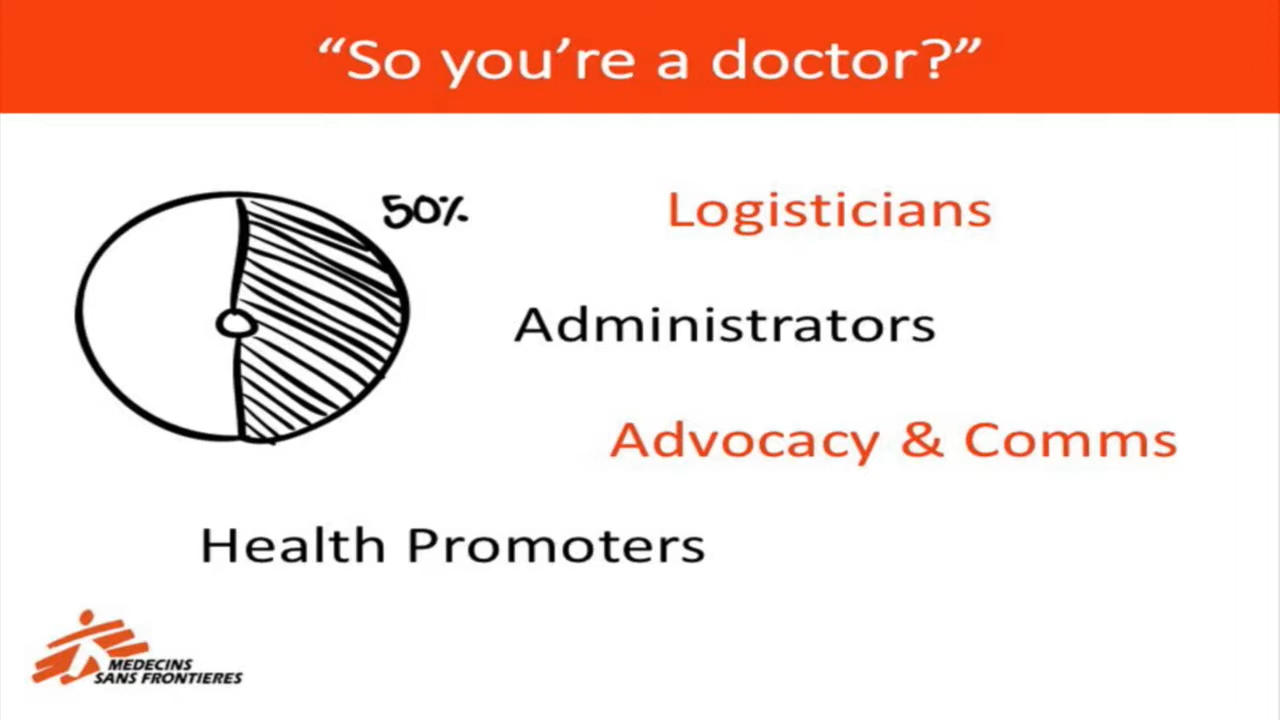 “So you’re a doctor?”
50%
Logisticians
Administrators
Advocacy & Comms
Health Promoters
MEDECINS
SANS FRONTIERES